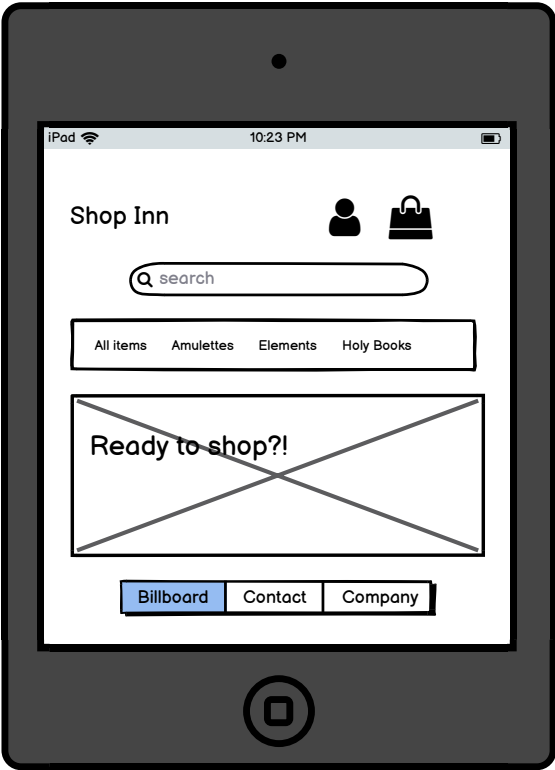 iPad 10:23 PM
Shop Inn
search
All items Amulettes Elements Holy Books
Ready to shop?!
Billboard Contact Company